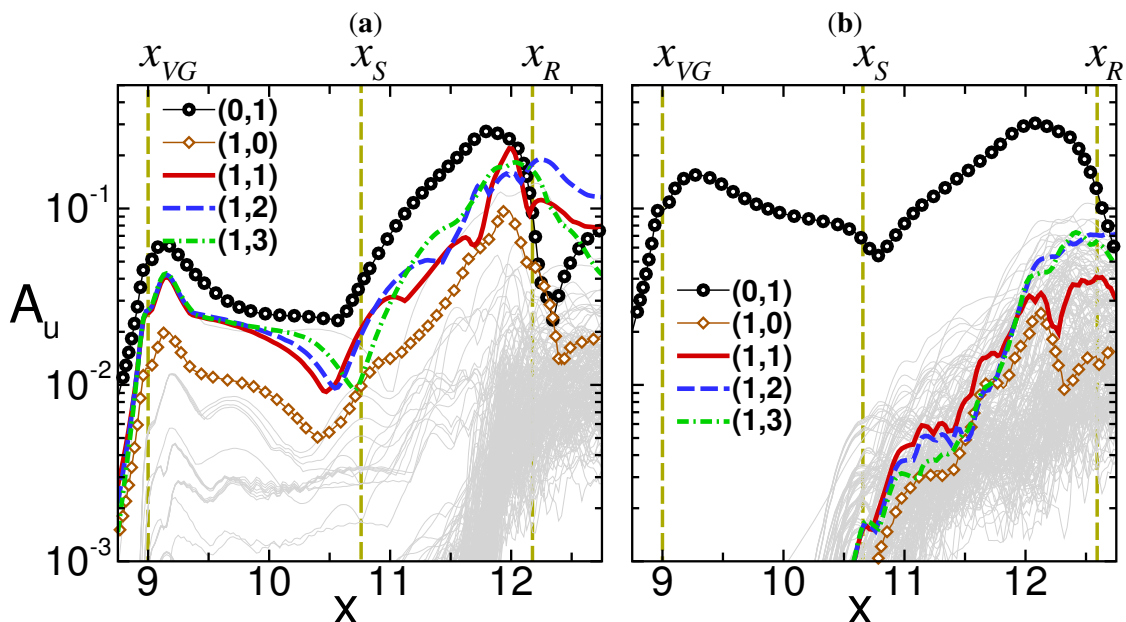 (a) (b)
x_VG x_S x_R x_VG x_S x_R
(0,1)
(1,0)
(1,1)
(1,2)
(1,3)
(0,1)
(1,0)
(1,1)
(1,2)
(1,3)
A_u
10^-1
10^-2
10^-3
9 10 11 12 9 10 11 12
x x